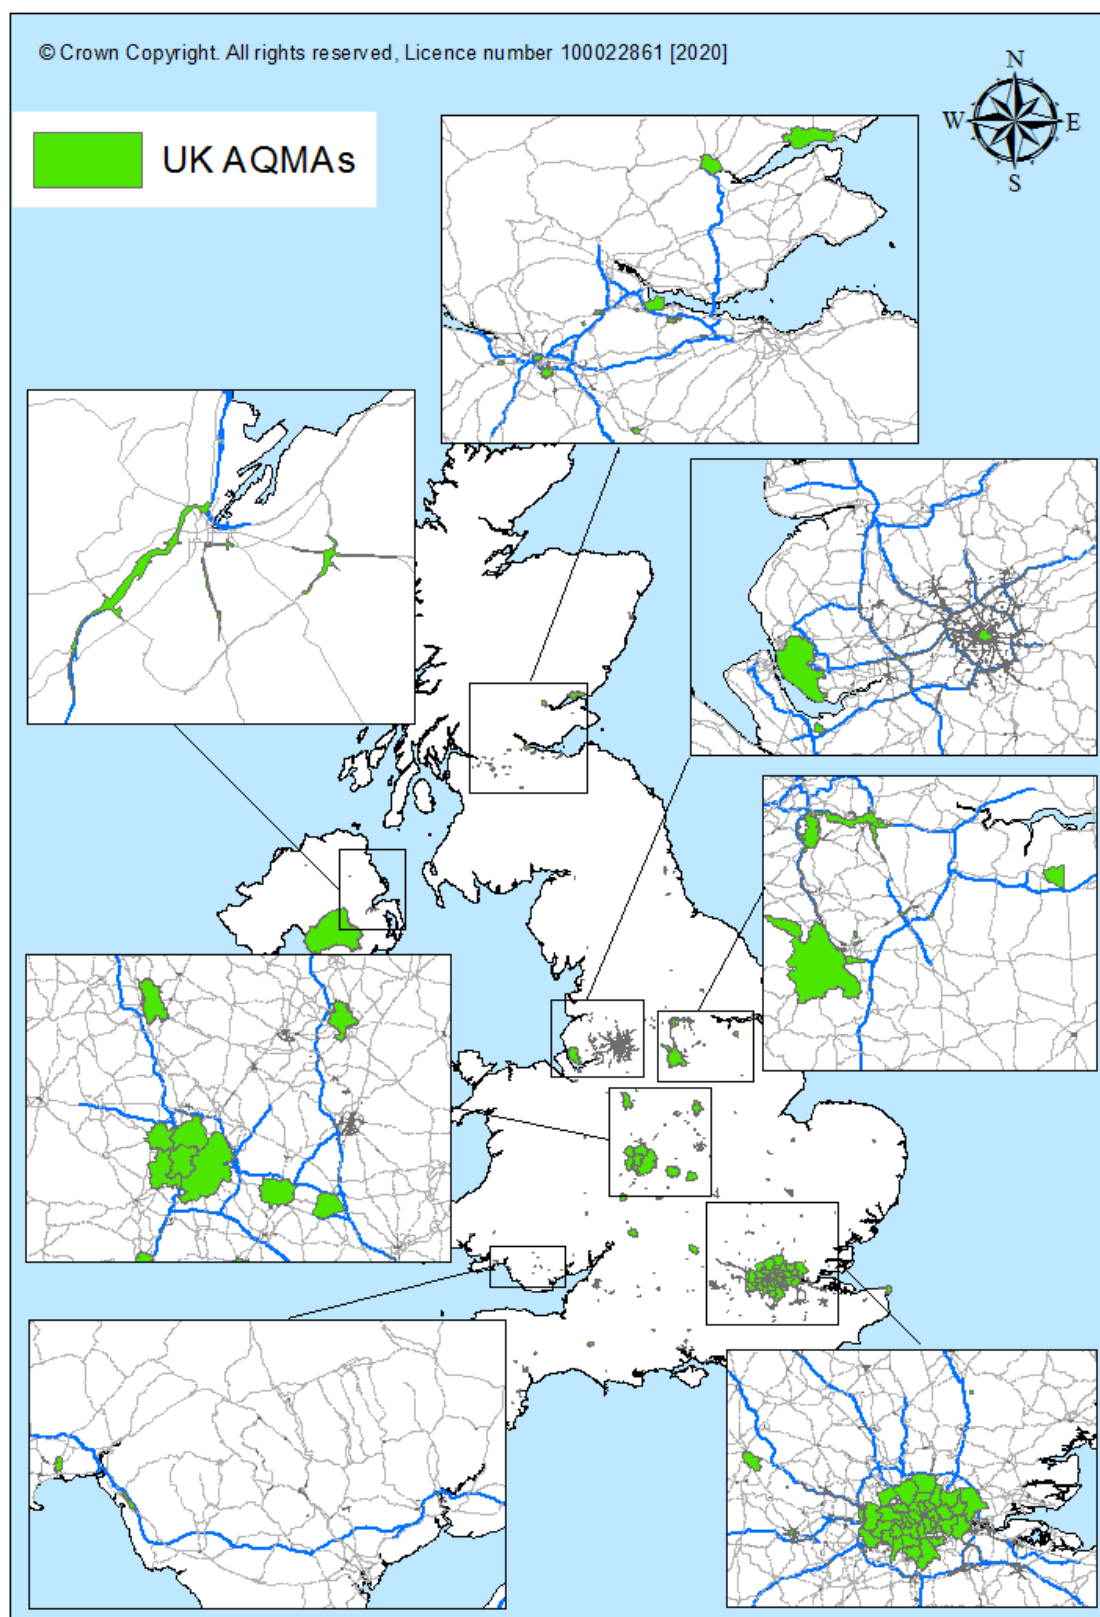 © Crown Copyright. All rights reserved, Licence number 100022861 [2020]
N
W E
S
UK AQMAs